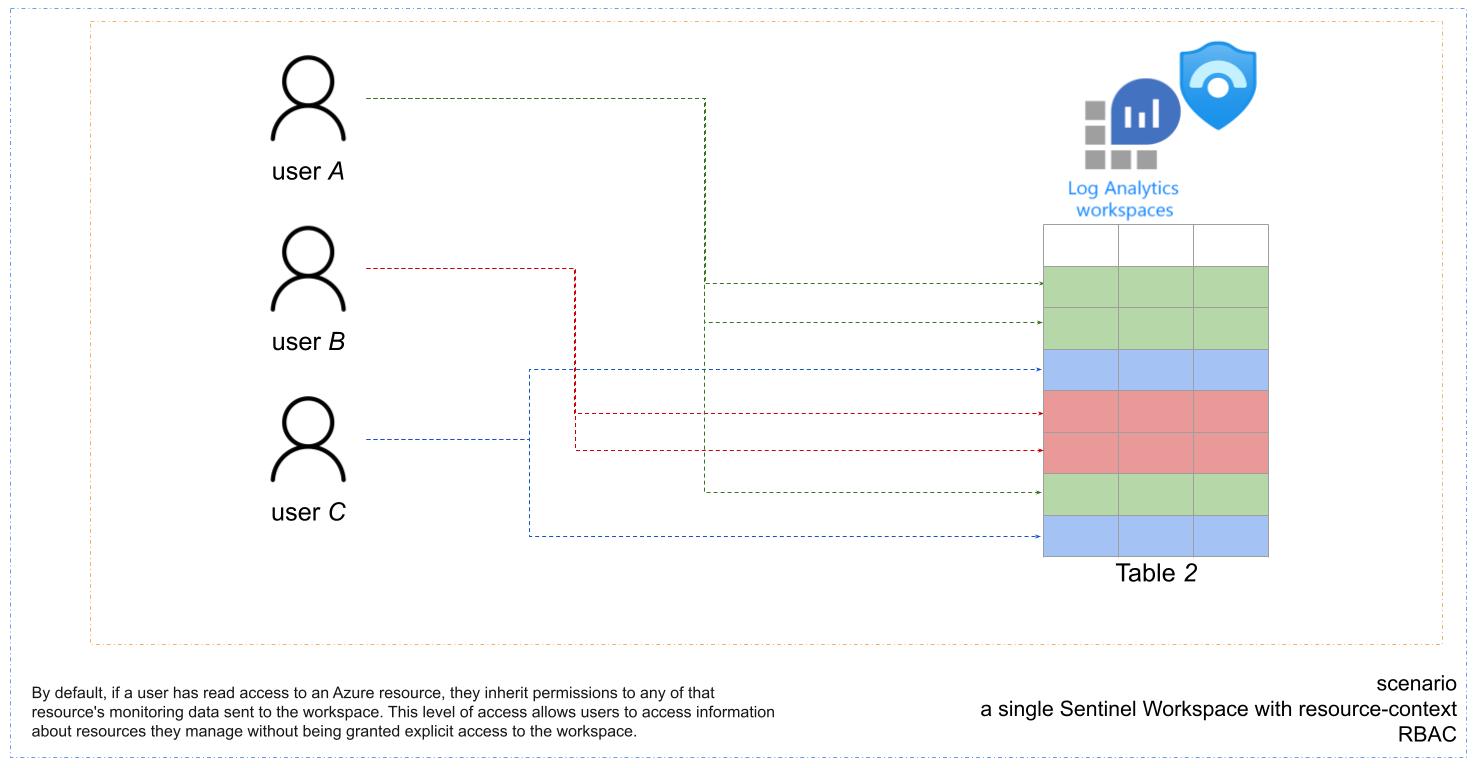 user A
user B
user C
Log Analytics
workspaces
Table 2
By default, if a user has read access to an Azure resource, they inherit permissions to any of that
resource's monitoring data sent to the workspace. This level of access allows users to access information
about resources they manage without being granted explicit access to the workspace.
scenario
a single Sentinel Workspace with resource-context
RBAC